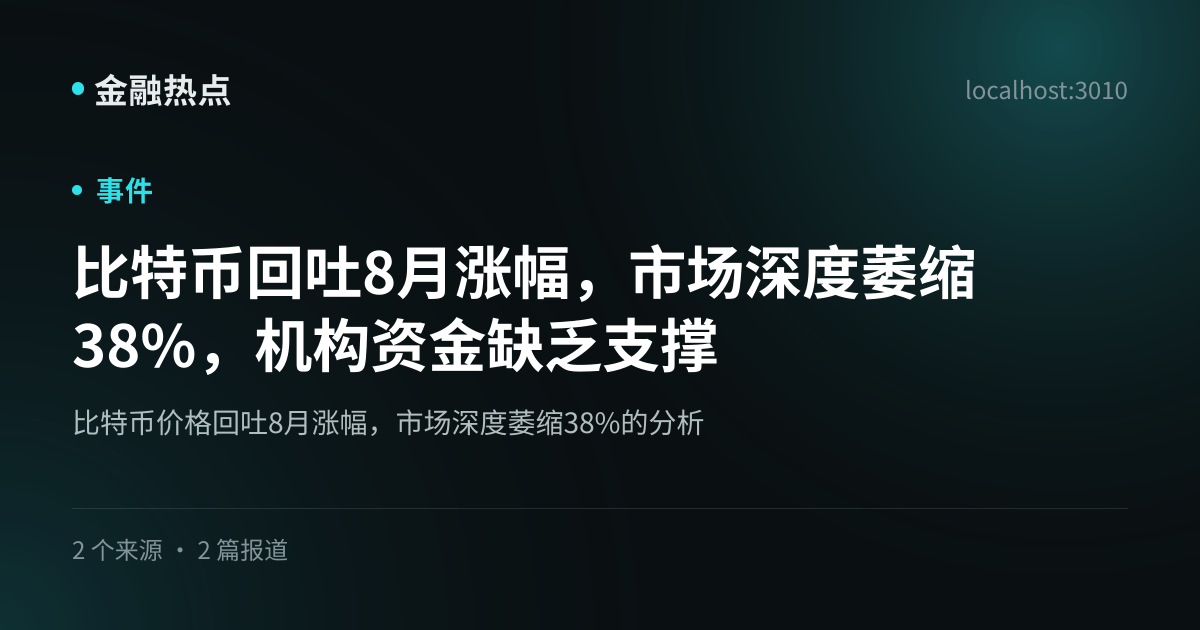 金融热点
localhost:3010
事件
比特币回吐8月涨幅，市场深度萎缩
38%，机构资金缺乏支撑
比特币价格回吐8月涨幅，市场深度萎缩38%的分析
2 个来源 · 2 篇报道